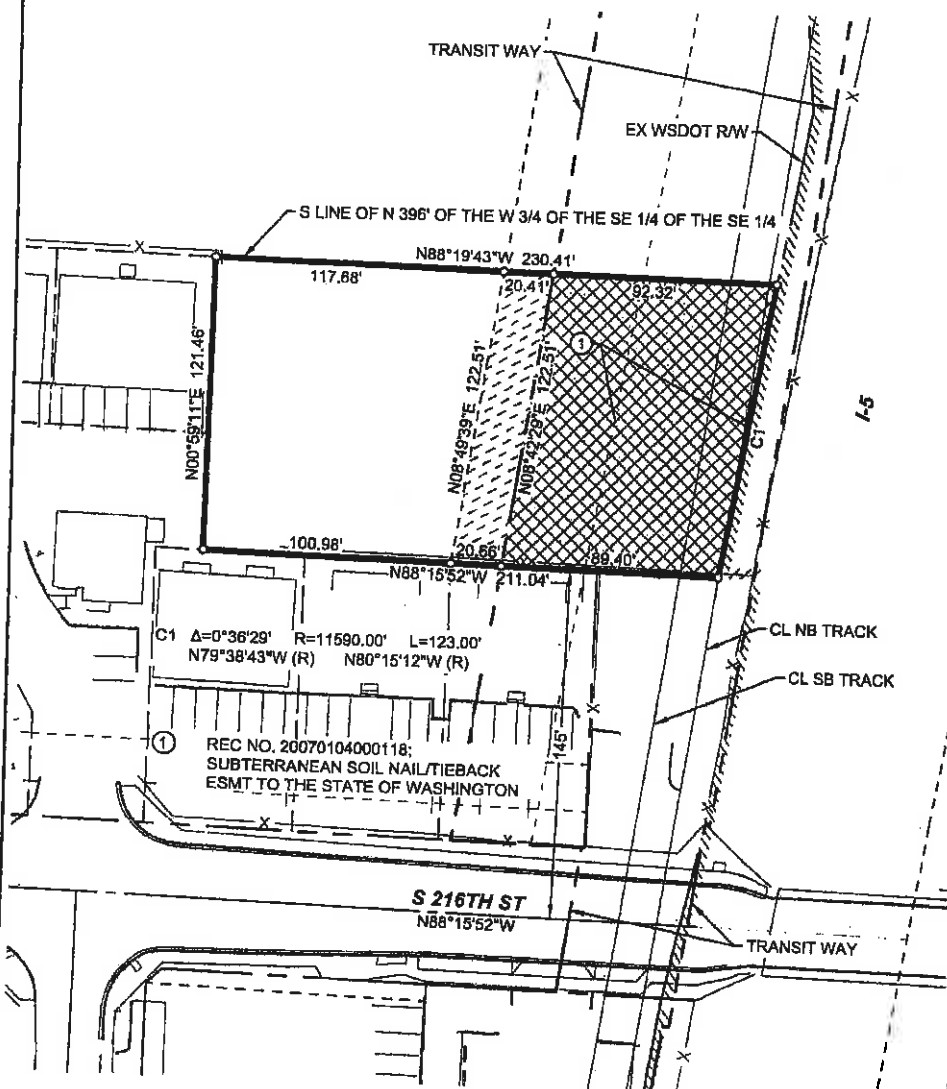 TRANSIT WAY
EX WSDOT R/W
S LINE OF N 396' OF THE W 3/4 OF THE SE 1/4 OF THE SE 1/4
N88°19'43"W 230.41'
117.68'
20.41'
92.32'
1
N00°59'11"E 121.46'
N08°49'39"E 122.51'
N08°42'29"E 122.51'
C1
I-5
100.98'
20.66'
89.40'
N88°15'52"W 211.04'
C1 Δ=0°36'29" R=11590.00' L=123.00'
N79°38'43"W (R) N80°15'12"W (R)
CL NB TRACK
CL SB TRACK
1 REC NO. 20070104000118;
SUBTERRANEAN SOIL NAIL/TIEBACK
ESMT TO THE STATE OF WASHINGTON
145'
S 216TH ST
N88°15'52"W
TRANSIT WAY